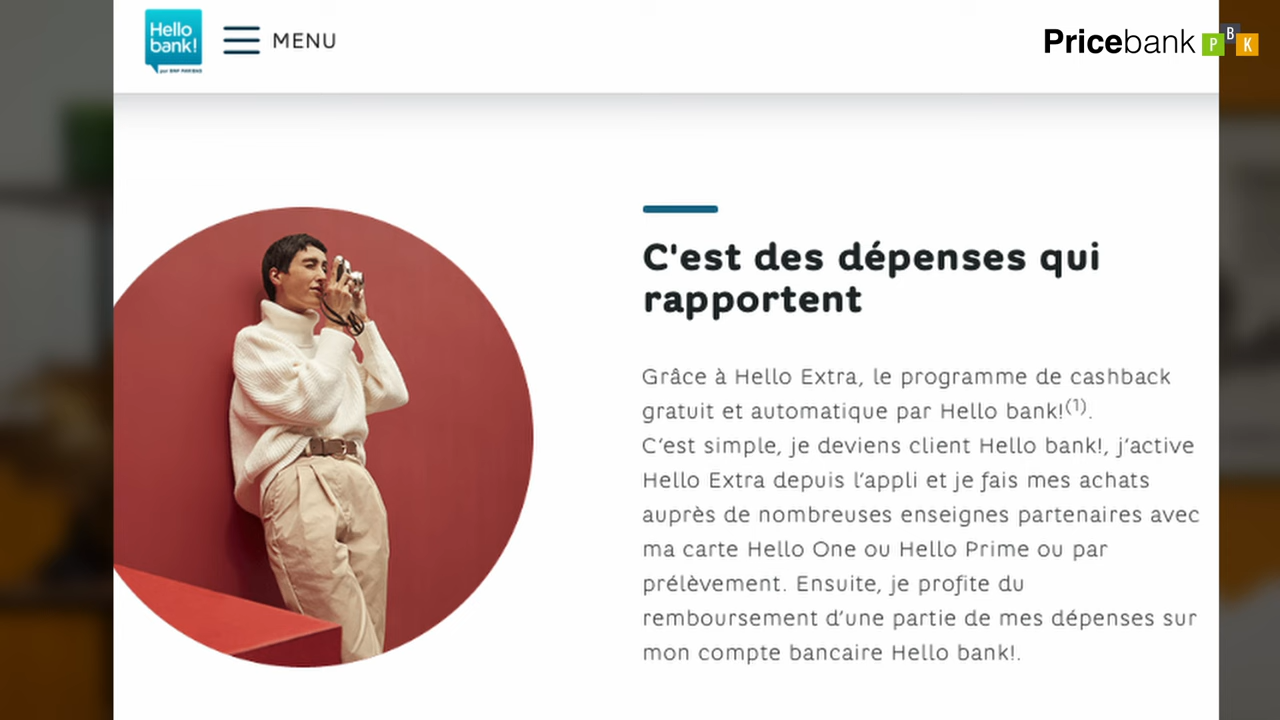 Hello
bank!
par BNP PARIBAS
MENU
Pricebank
P B K
C'est des dépenses qui
rapportent
Grâce à Hello Extra, le programme de cashback
gratuit et automatique par Hello bank!(1).
C'est simple, je deviens client Hello bank!, j'active
Hello Extra depuis l'appli et je fais mes achats
auprès de nombreuses enseignes partenaires avec
ma carte Hello One ou Hello Prime ou par
prélèvement. Ensuite, je profite du
remboursement d'une partie de mes dépenses sur
mon compte bancaire Hello bank!.